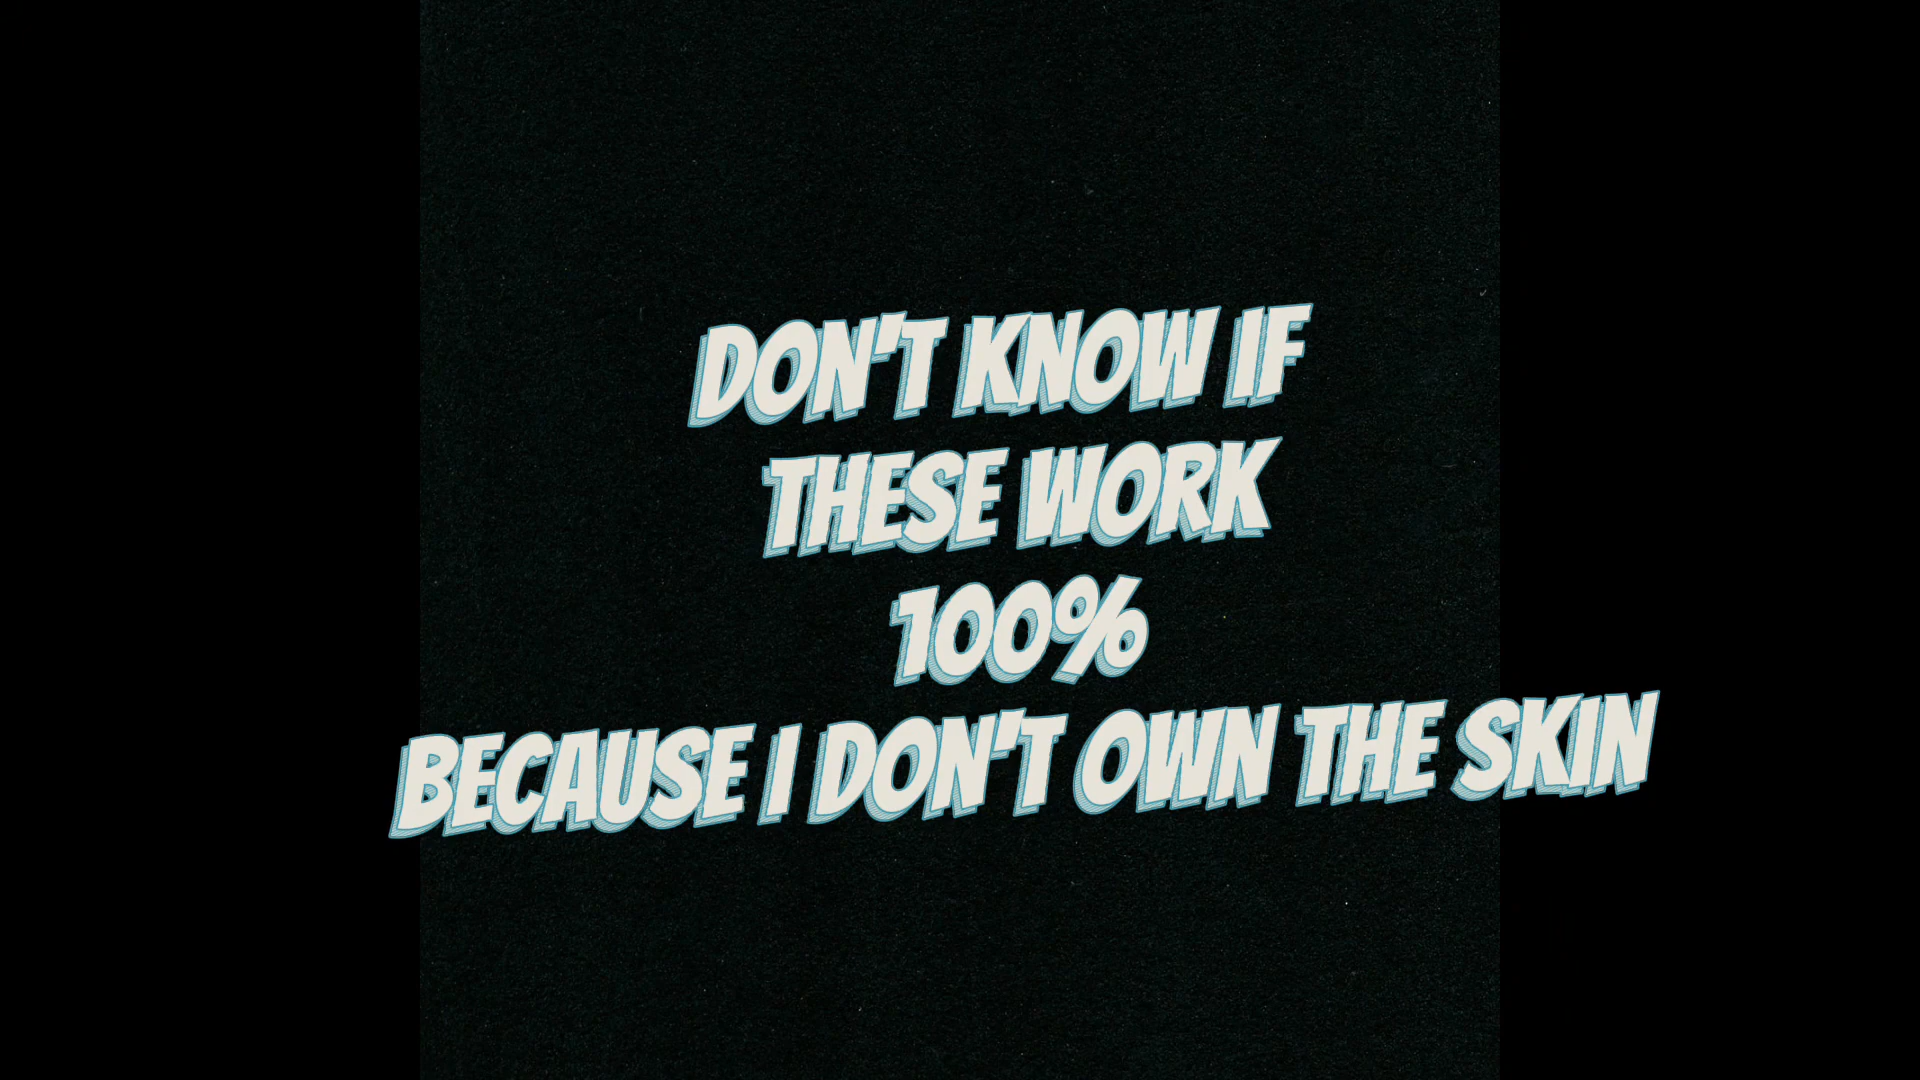 DON'T KNOW IF
THESE WORK
100%
BECAUSE I DON'T OWN THE SKIN